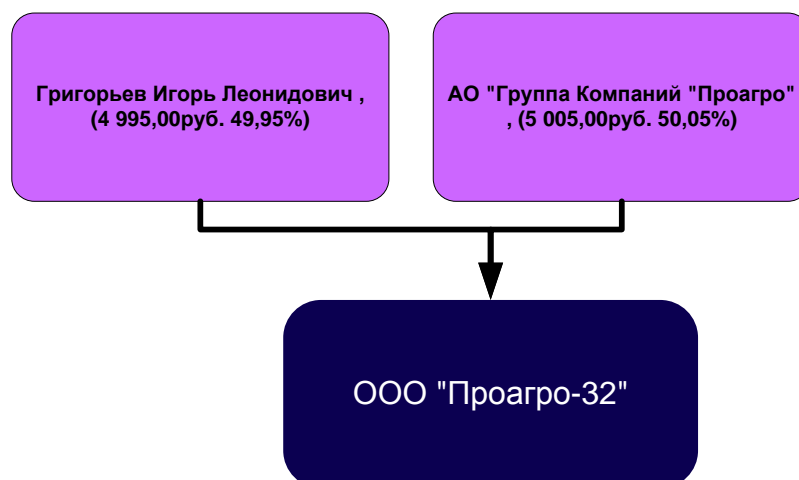 Григорьев Игорь Леонидович ,
(4 995,00руб. 49,95%)
АО "Группа Компаний "Проагро"
, (5 005,00руб. 50,05%)
ООО "Проагро-32"